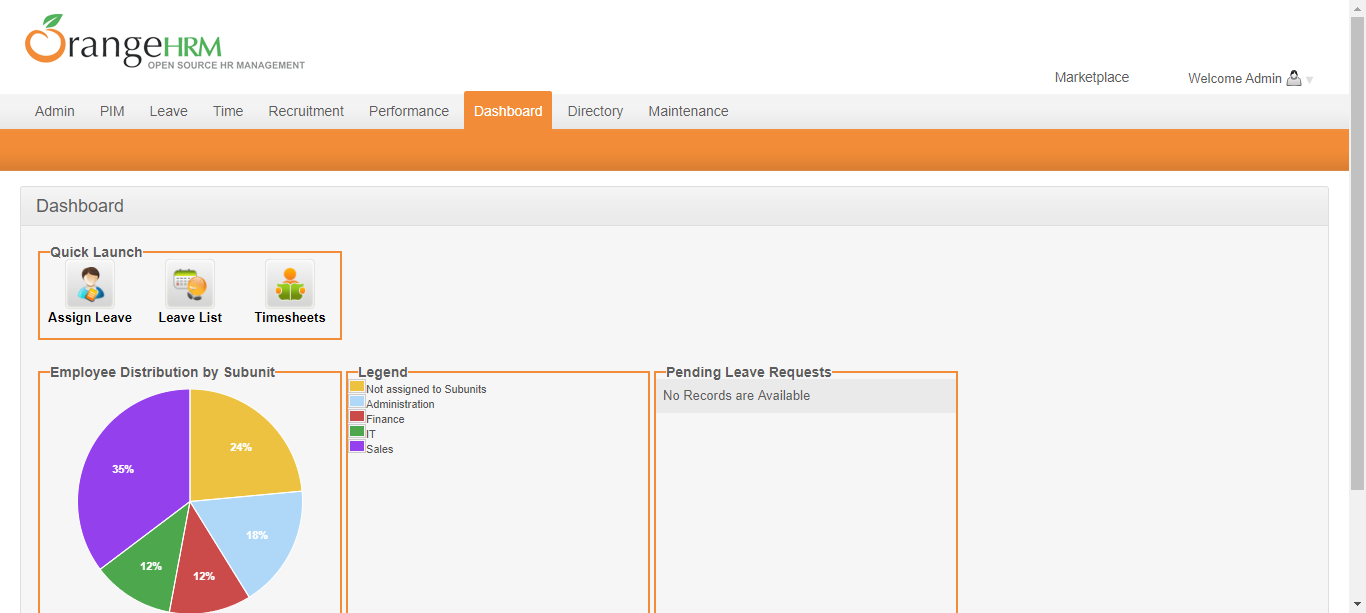 OrangeHRM
OPEN SOURCE HR MANAGEMENT
Marketplace
Welcome Admin
Admin PIM Leave Time Recruitment Performance Dashboard Directory Maintenance
Dashboard
Quick Launch
Assign Leave Leave List Timesheets
Employee Distribution by Subunit
24%
35%
18%
12%
12%
Legend
Not assigned to Subunits
Administration
Finance
IT
Sales
Pending Leave Requests
No Records are Available